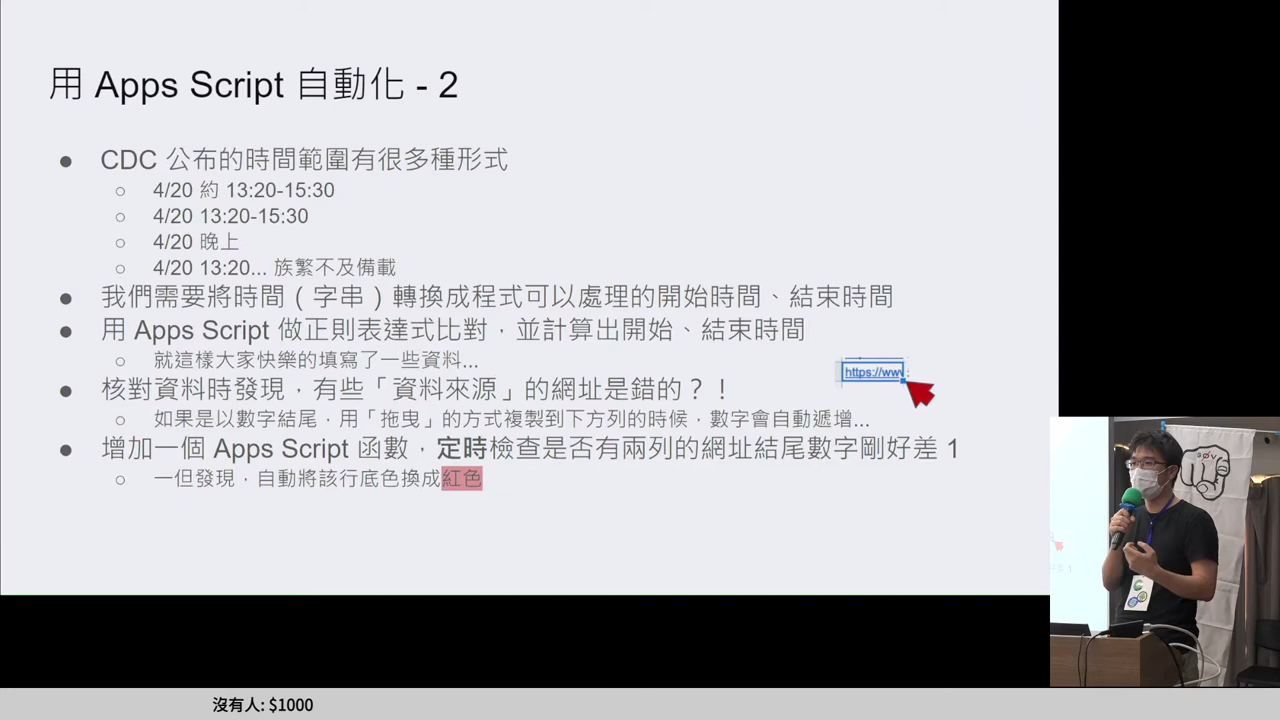 用 Apps Script 自動化 - 2
CDC 公布的時間範圍有很多種形式
4/20 約 13:20-15:30
4/20 13:20-15:30
4/20 晚上
4/20 13:20... 族繁不及備載
我們需要將時間（字串）轉換成程式可以處理的開始時間、結束時間
用 Apps Script 做正則表達式比對，並計算出開始、結束時間
就這樣大家快樂的填寫了一些資料...
https://www
核對資料時發現，有些「資料來源」的網址是錯的？！
如果是以數字結尾，用「拖曳」的方式複製到下方列的時候，數字會自動遞增...
增加一個 Apps Script 函數，定時檢查是否有兩列的網址結尾數字剛好差 1
一但發現，自動將該行底色換成紅色
沒有人: $1000